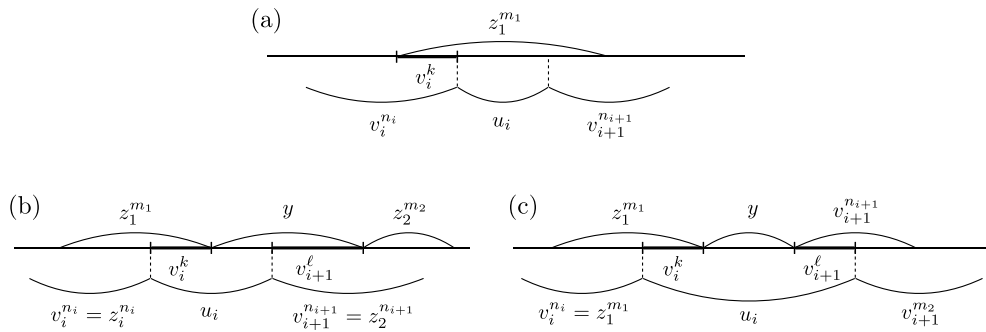 (a)
z_1^{m_1}
v_i^k
v_i^{n_i} u_i v_{i+1}^{n_{i+1}}
(b)
z_1^{m_1} y z_2^{m_2}
v_i^k v_{i+1}^ℓ
v_i^{n_i} = z_i^{n_i} u_i v_{i+1}^{n_{i+1}} = z_2^{n_{i+1}}
(c)
z_1^{m_1} y v_{i+1}^{n_{i+1}}
v_i^k v_{i+1}^ℓ
v_i^{n_i} = z_1^{m_1} u_i v_{i+1}^{m_2}